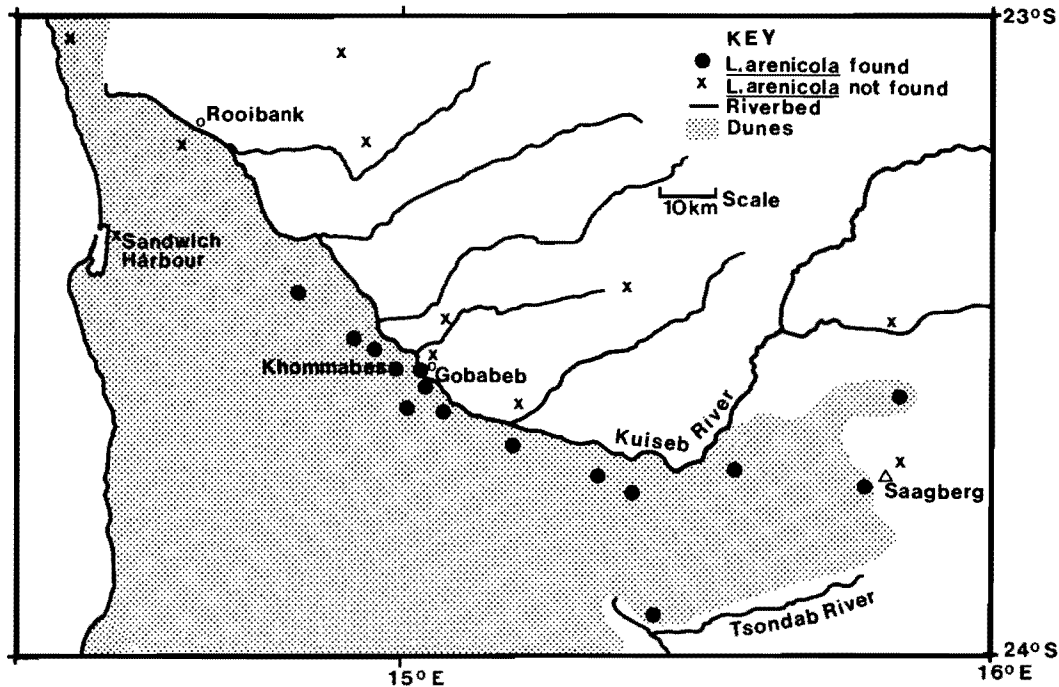 23°S
KEY
L. arenicola found
L. arenicola not found
Riverbed
Dunes
Rooibank
10km Scale
Sandwich
Harbour
Khommabes
Gobabeb
Kuiseb River
Saagberg
Tsondab River
24°S
15°E
16°E